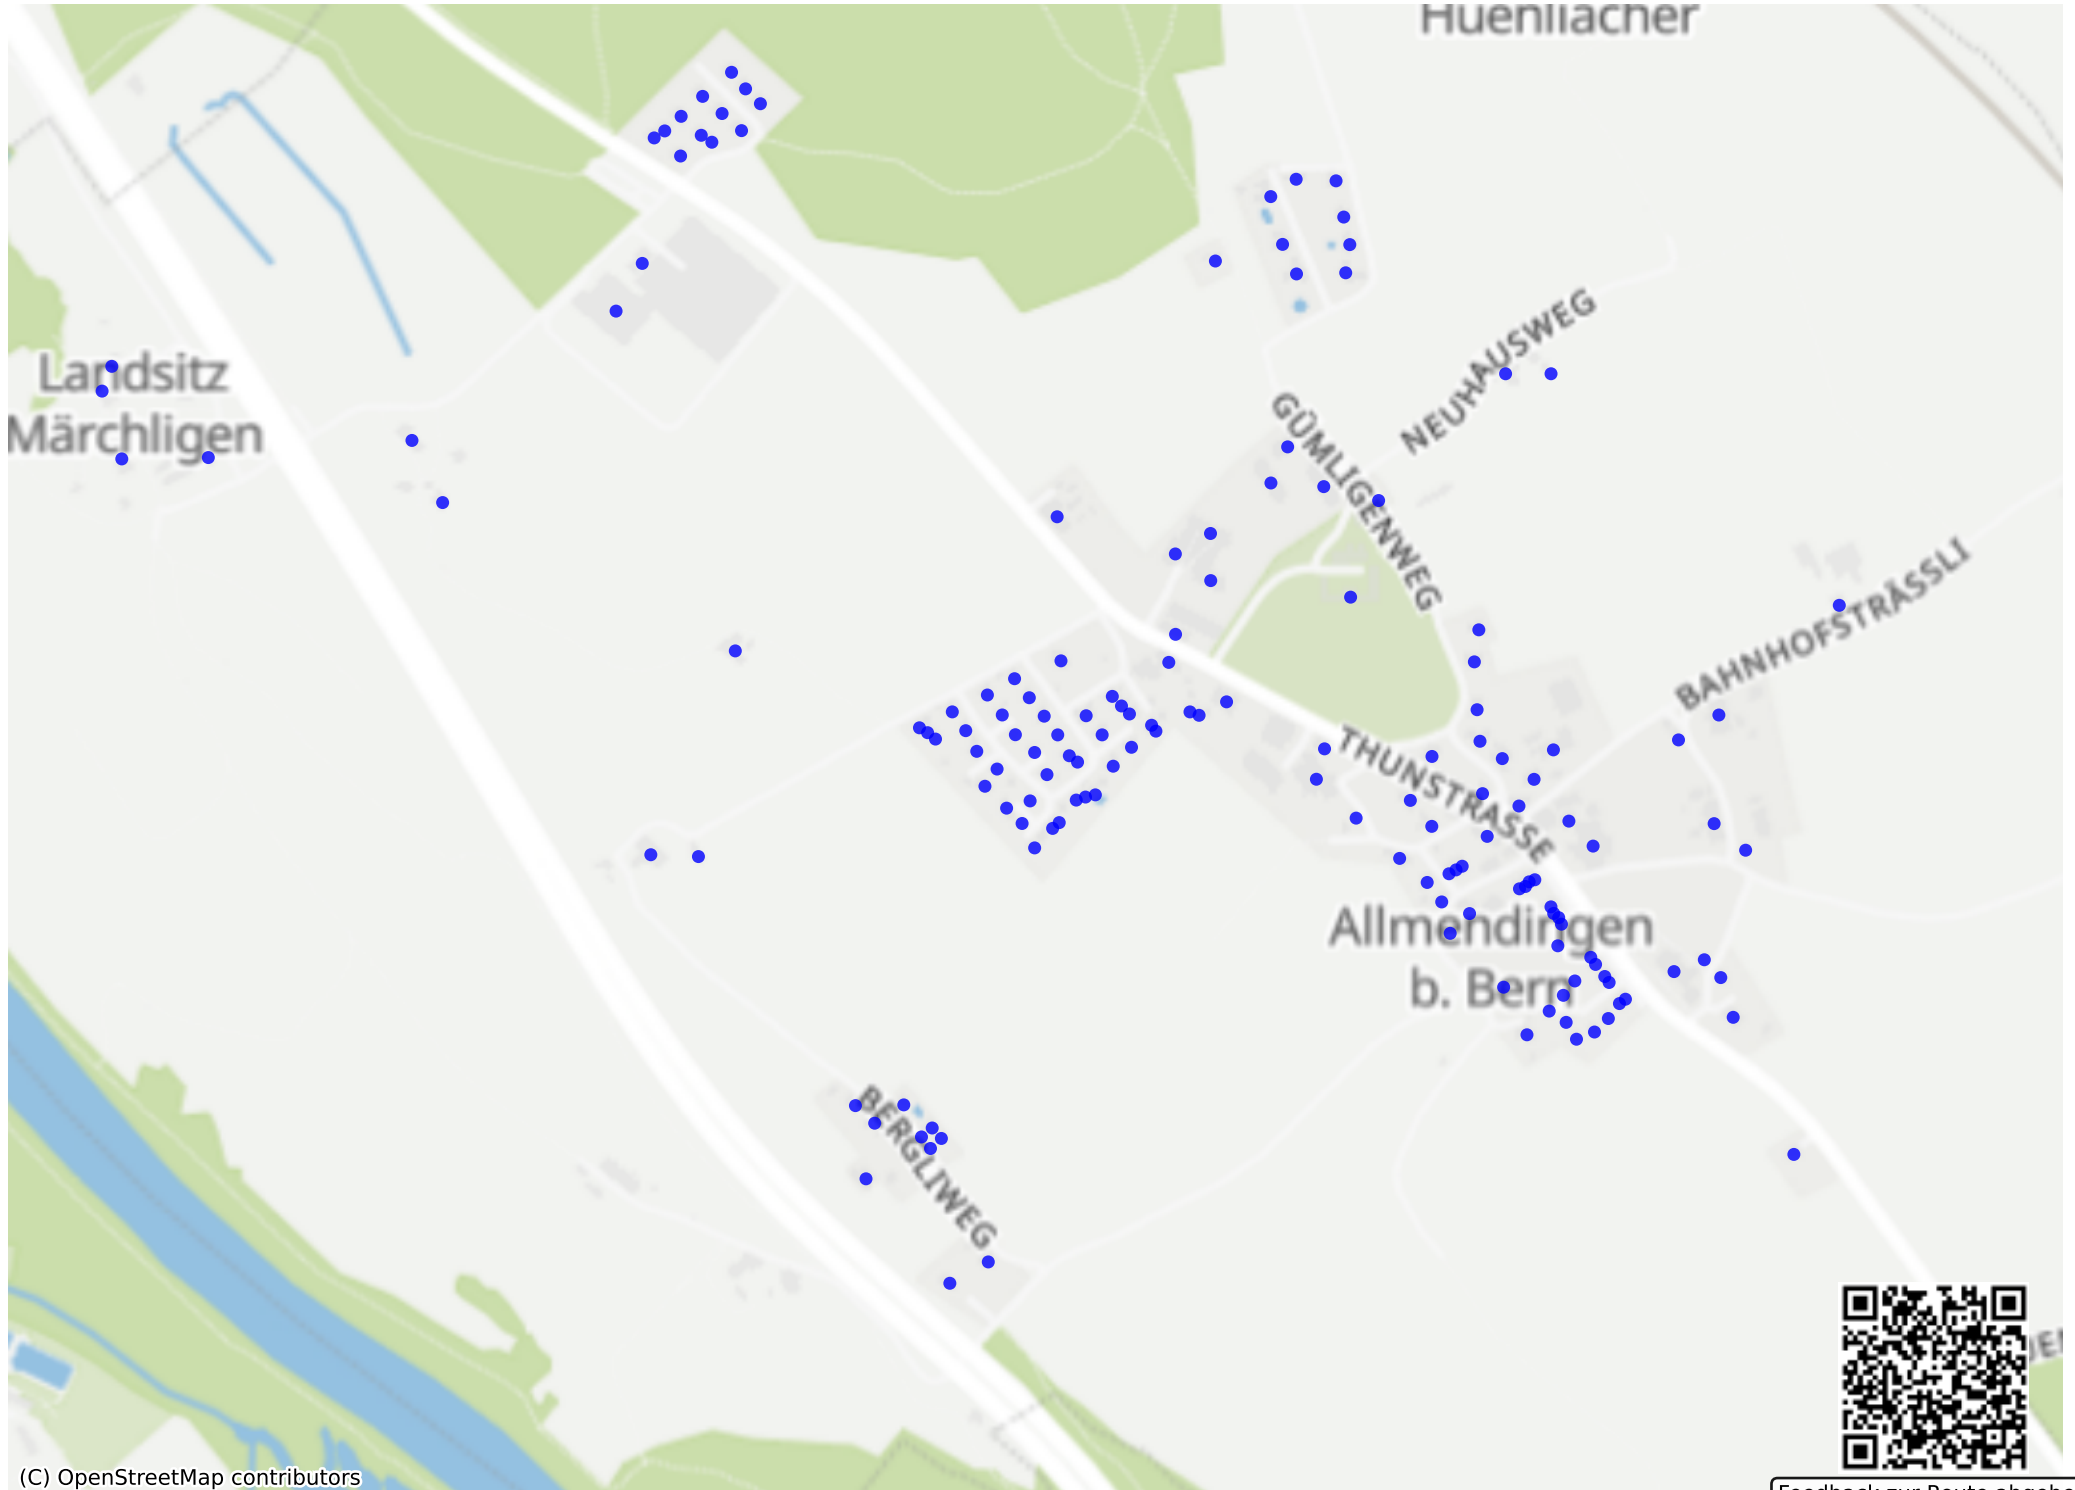 Huenliacher
Landsitz
Märchligen
NEUHAUSWEG
GÜMLIGENWEG
BAHNHOFSTRÄSSLI
THUNSTRASSE
Allmendingen
b. Bern
BERGLIWEG
(C) OpenStreetMap contributors